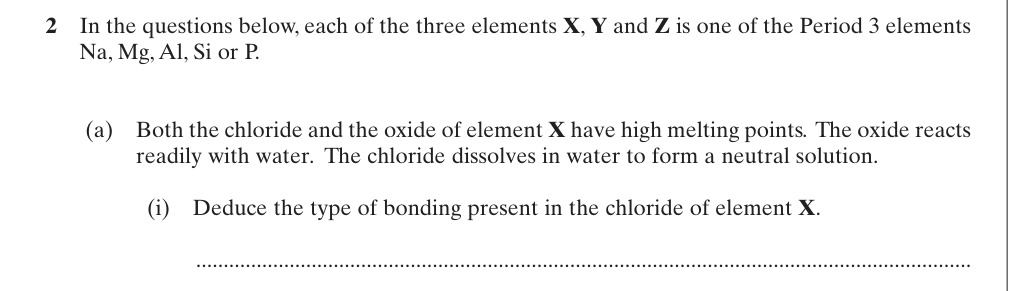 2 In the questions below, each of the three elements X, Y and Z is one of the Period 3 elements
Na, Mg, Al, Si or P.
(a) Both the chloride and the oxide of element X have high melting points. The oxide reacts
readily with water. The chloride dissolves in water to form a neutral solution.
(i) Deduce the type of bonding present in the chloride of element X.